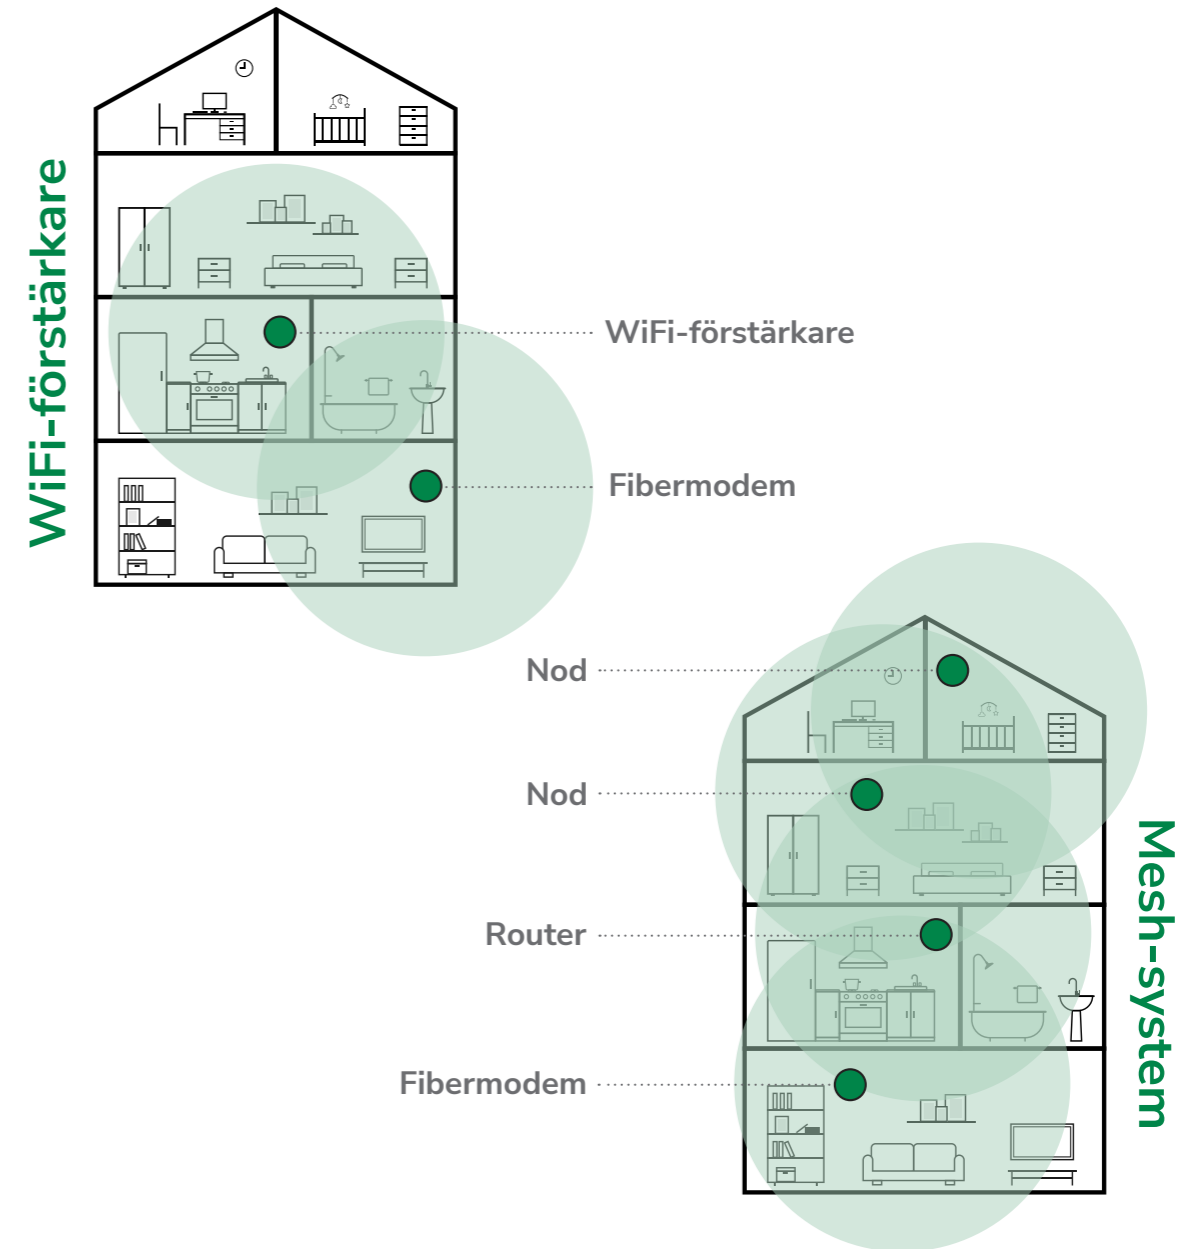 WiFi-förstärkare
WiFi-förstärkare
Fibermodem
Nod
Nod
Router
Fibermodem
Mesh-system